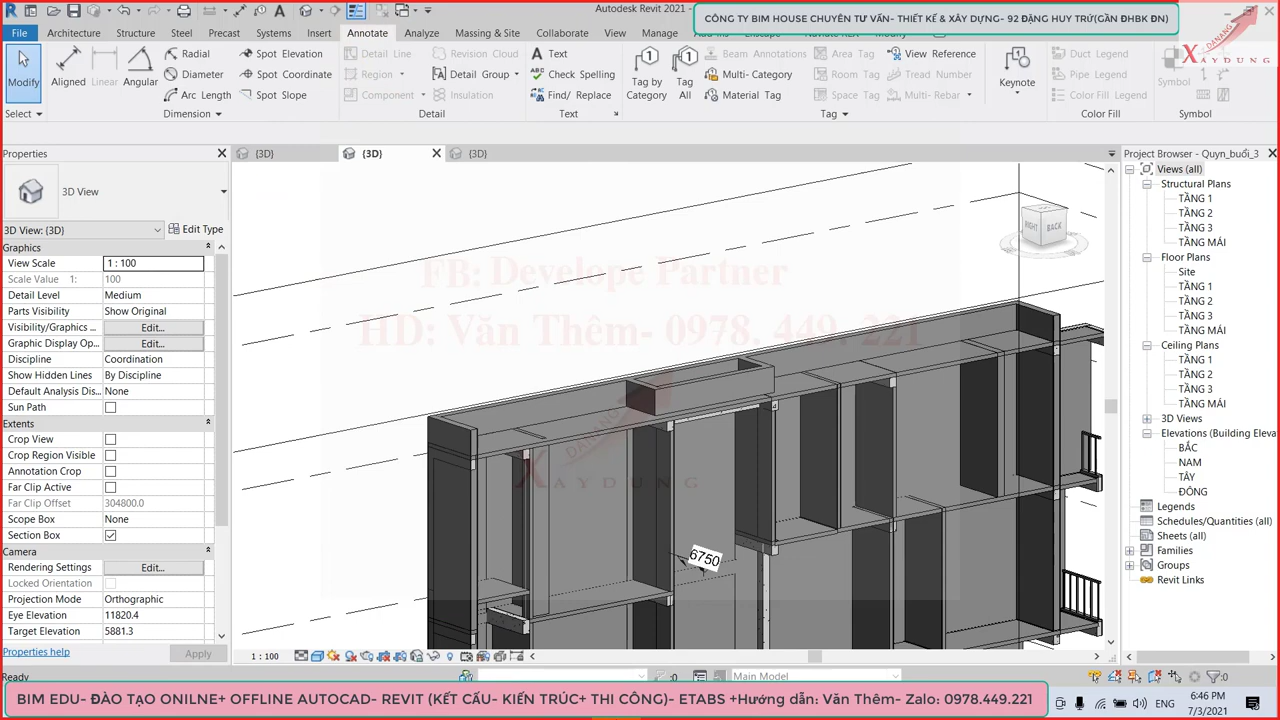 Autodesk Revit 2021 -
CÔNG TY BIM HOUSE CHUYÊN TƯ VẤN- THIẾT KẾ & XÂY DỰNG- 92 ĐẶNG HUY TRỨ(GẦN ĐHBK ĐN)
File Architecture Structure Steel Precast Systems Insert Annotate Analyze Massing & Site Collaborate View Manage
DANANG
XAYDUNG
Modify Aligned Linear Angular Radial Diameter Arc Length Spot Elevation Spot Coordinate Spot Slope
Detail Line Region Component Revision Cloud Detail Group Insulation
Text Check Spelling Find/ Replace
Tag by Category Tag All Beam Annotations Multi- Category Material Tag Room Tag Space Tag View Reference Tread Number Multi- Rebar
Keynote Duct Legend Pipe Legend Color Fill Legend Symbol
Select Dimension Detail Text Tag Color Fill Symbol
Properties
{3D} {3D} {3D}
Project Browser - Quyn_buổi_3
3D View
3D View: {3D} Edit Type
Graphics
View Scale 1 : 100
Scale Value 1: 100
Detail Level Medium
Parts Visibility Show Original
Visibility/Graphics ... Edit...
Graphic Display Op... Edit...
Discipline Coordination
Show Hidden Lines By Discipline
Default Analysis Dis... None
Sun Path
Extents
Crop View
Crop Region Visible
Annotation Crop
Far Clip Active
Far Clip Offset 304800.0
Scope Box None
Section Box
Camera
Rendering Settings Edit...
Locked Orientation
Projection Mode Orthographic
Eye Elevation 11820.4
Target Elevation 5881.3
Properties help Apply
RIGHT BACK
FB: Develope Partner
HD: Văn Thêm- 0978. 449. 221
DANANG
XAYDUNG
6750
Views (all)
Structural Plans
TẦNG 1
TẦNG 2
TẦNG 3
TẦNG MÁI
Floor Plans
Site
TẦNG 1
TẦNG 2
TẦNG 3
TẦNG MÁI
Ceiling Plans
TẦNG 1
TẦNG 2
TẦNG 3
TẦNG MÁI
3D Views
Elevations (Building Eleva
BẮC
NAM
TÂY
ĐÔNG
Legends
Schedules/Quantities (all)
Sheets (all)
Families
Groups
Revit Links
1 : 100
Ready :0 Main Model :0
BIM EDU- ĐÀO TẠO ONILNE+ OFFLINE AUTOCAD- REVIT (KẾT CẤU- KIẾN TRÚC+ THI CÔNG)- ETABS +Hướng dẫn: Văn Thêm- Zalo: 0978.449.221
ENG
6:46 PM
7/3/2021